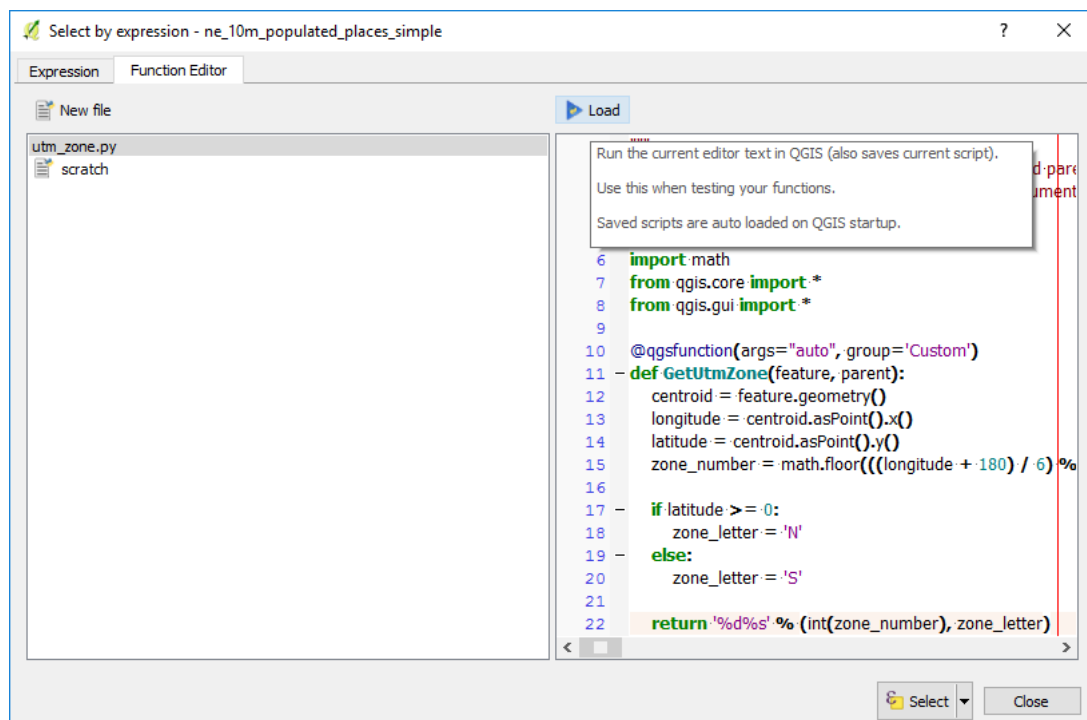 Select by expression - ne_10m_populated_places_simple
Expression
Function Editor
New file
Load
utm_zone.py
scratch
"""
Run the current editor text in QGIS (also saves current script).
Use this when testing your functions.
Saved scripts are auto loaded on QGIS startup.
6 import math
7 from qgis.core import *
8 from qgis.gui import *
9
10 @qgsfunction(args="auto", group='Custom')
11 def GetUtmZone(feature, parent):
12 centroid = feature.geometry()
13 longitude = centroid.asPoint().x()
14 latitude = centroid.asPoint().y()
15 zone_number = math.floor(((longitude + 180) / 6) %
16
17 if latitude >= 0:
18 zone_letter = 'N'
19 else:
20 zone_letter = 'S'
21
22 return '%d%s' % (int(zone_number), zone_letter)
Select
Close